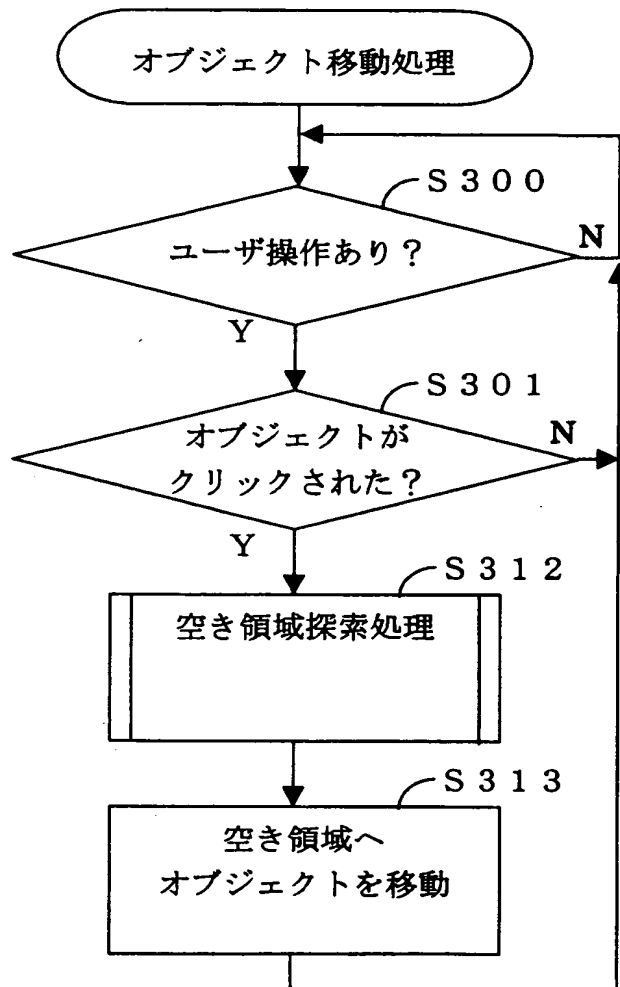 オブジェクト移動処理
S300
ユーザ操作あり?
N
Y
S301
オブジェクトが
クリックされた?
N
Y
S312
空き領域探索処理
S313
空き領域へ
オブジェクトを移動